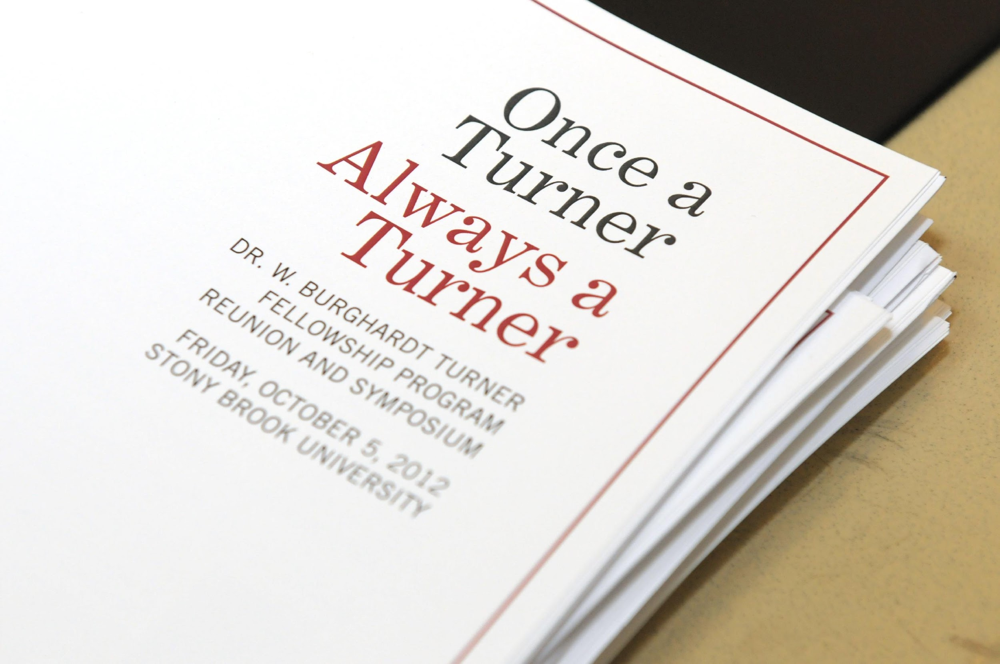 Once a
Turner
Always a
Turner
DR. W. BURGHARDT TURNER
FELLOWSHIP PROGRAM
REUNION AND SYMPOSIUM
FRIDAY, OCTOBER 5, 2012
STONY BROOK UNIVERSITY